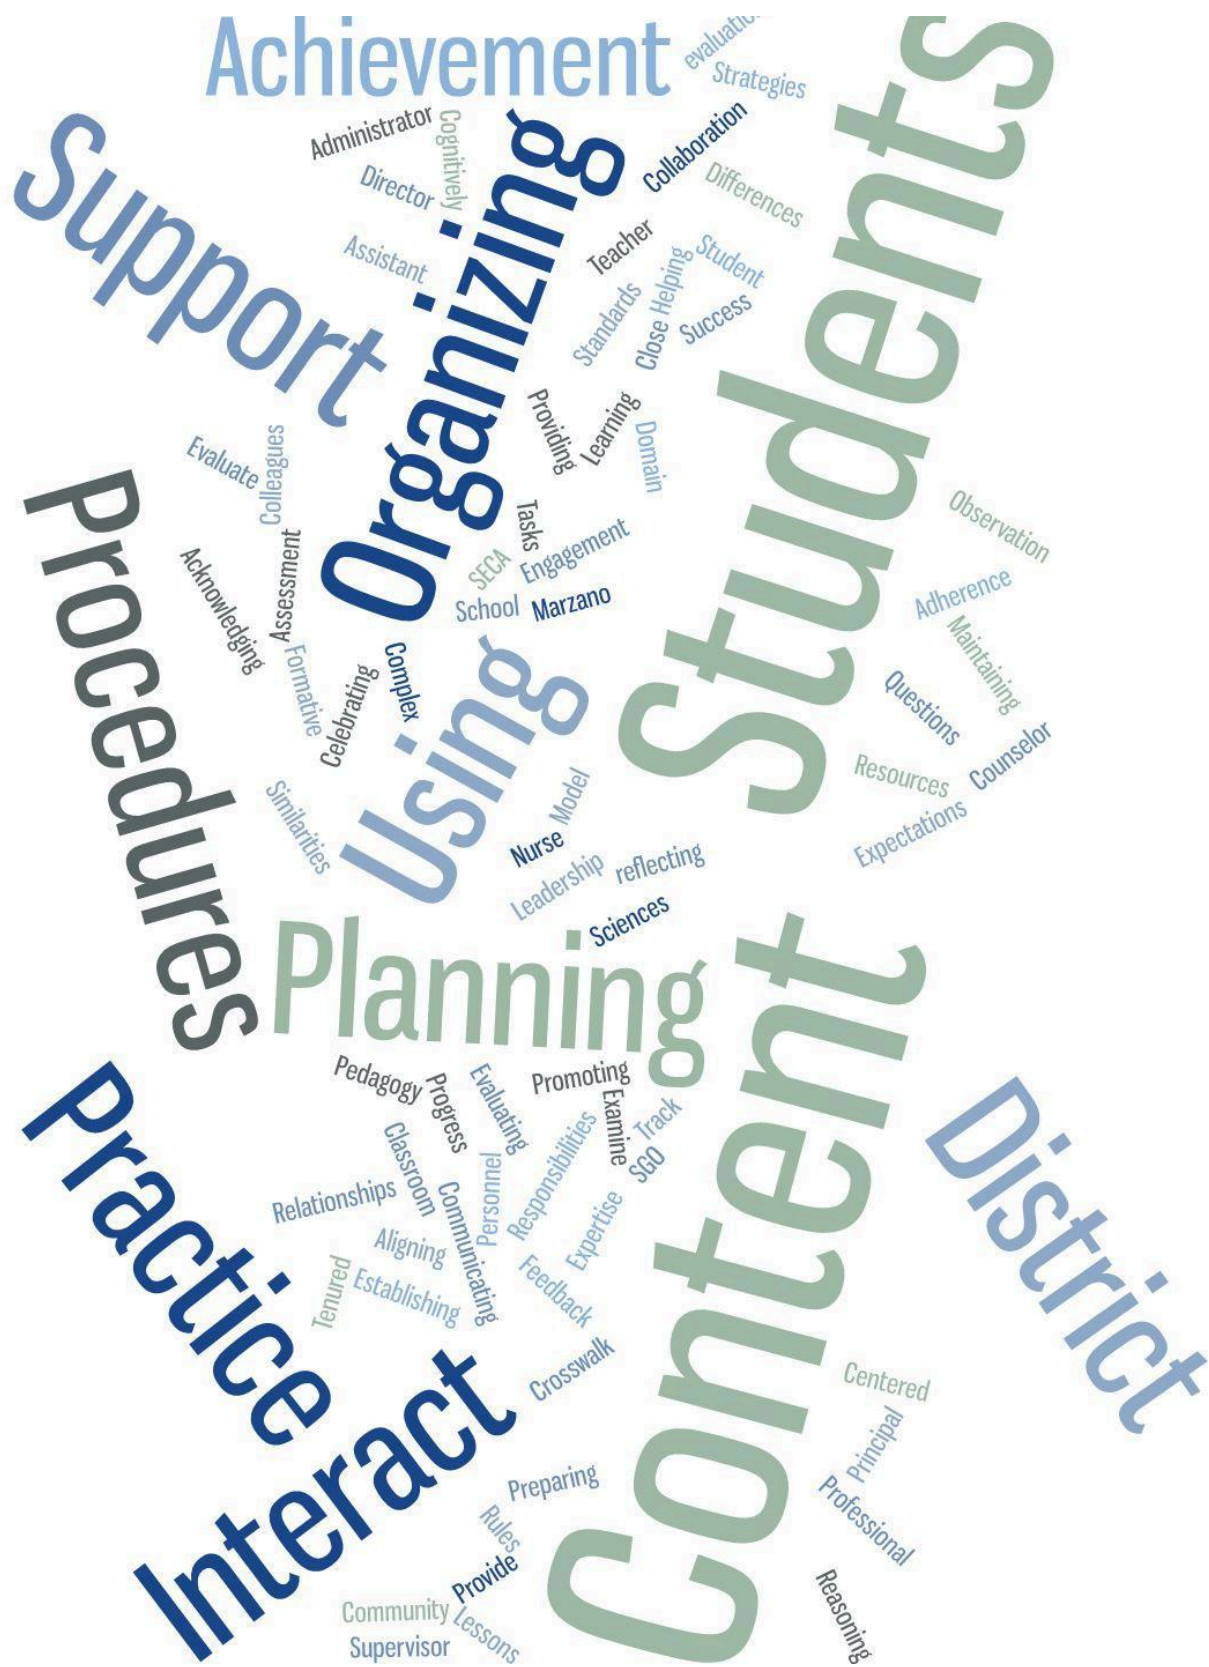 Achievement
evaluation
Strategies
Students
Support
Administrator
Cognitively
Organizing
Collaboration
Director
Differences
Assistant
Teacher
Student
Helping
Standards
Close
Success
Providing
Learning
Domain
Evaluate
Colleagues
Procedures
Tasks
Observation
SECA
Engagement
Acknowledging
Assessment
School
Marzano
Adherence
Maintaining
Formative
Celebrating
Complex
Using
Questions
Counselor
Resources
Similarities
Model
Nurse
Expectations
Leadership
reflecting
Sciences
Planning
Content
Pedagogy
Progress
Evaluating
Promoting
Examine
Track
SGO
District
Practice
Classroom
Personnel
Responsibilities
Relationships
Communicating
Expertise
Aligning
Tenured
Establishing
Feedback
Interact
Crosswalk
Centered
Principal
Preparing
Professional
Rules
Provide
Reasoning
Community
Lessons
Supervisor